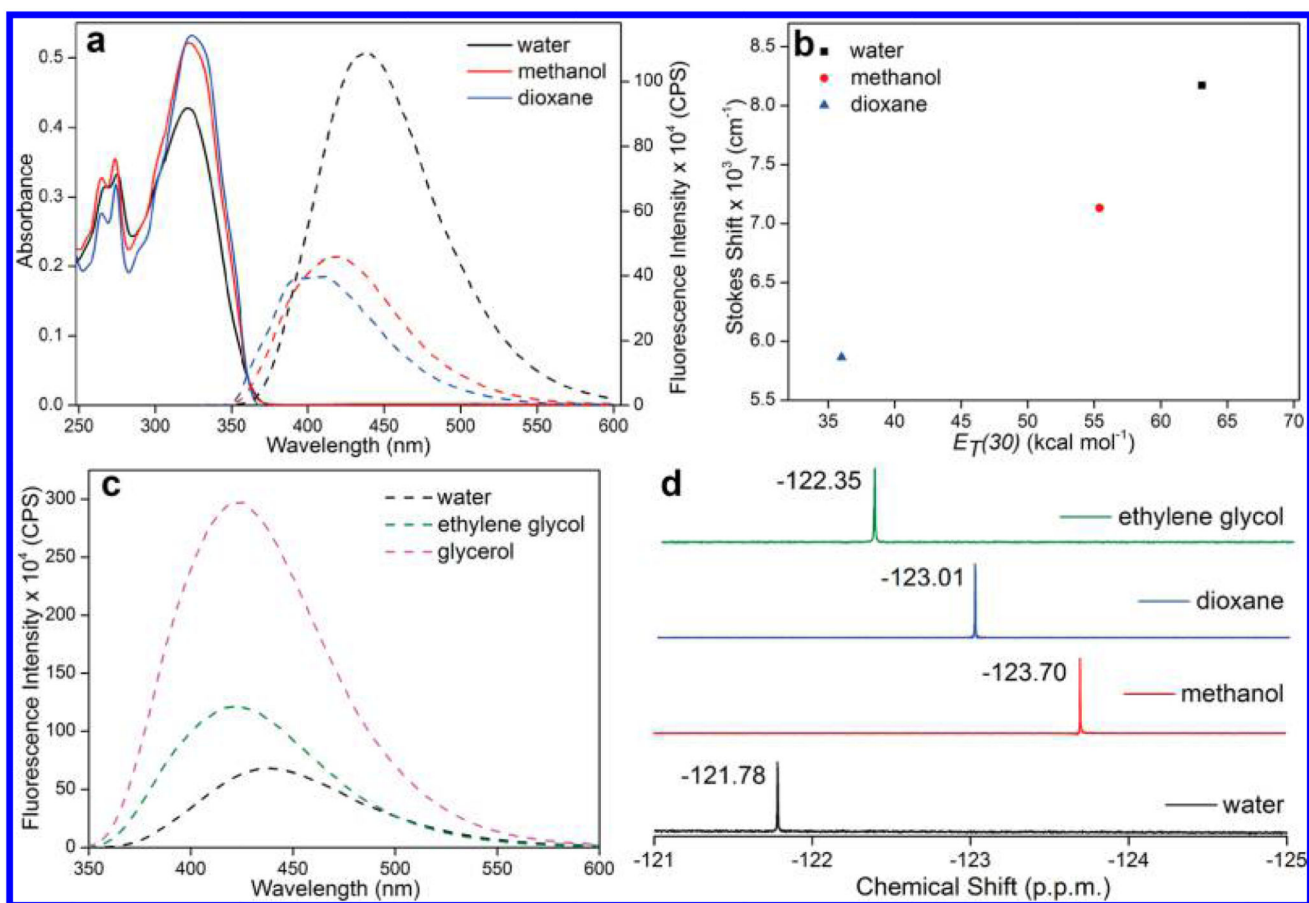 a
water
methanol
dioxane
0.5
0.4
0.3
0.2
0.1
0.0
Absorbance
100
80
60
40
20
0
Fluorescence Intensity x 10⁴ (CPS)
250 300 350 400 450 500 550 600
Wavelength (nm)
b
water
methanol
dioxane
8.5
8.0
7.5
7.0
6.5
6.0
5.5
Stokes Shift x 10³ (cm⁻¹)
35 40 45 50 55 60 65 70
E_T(30) (kcal mol⁻¹)
c
water
ethylene glycol
glycerol
300
250
200
150
100
50
0
Fluorescence Intensity x 10⁴ (CPS)
350 400 450 500 550 600
Wavelength (nm)
d
-122.35
ethylene glycol
-123.01
dioxane
-123.70
methanol
-121.78
water
-121 -122 -123 -124 -125
Chemical Shift (p.p.m.)